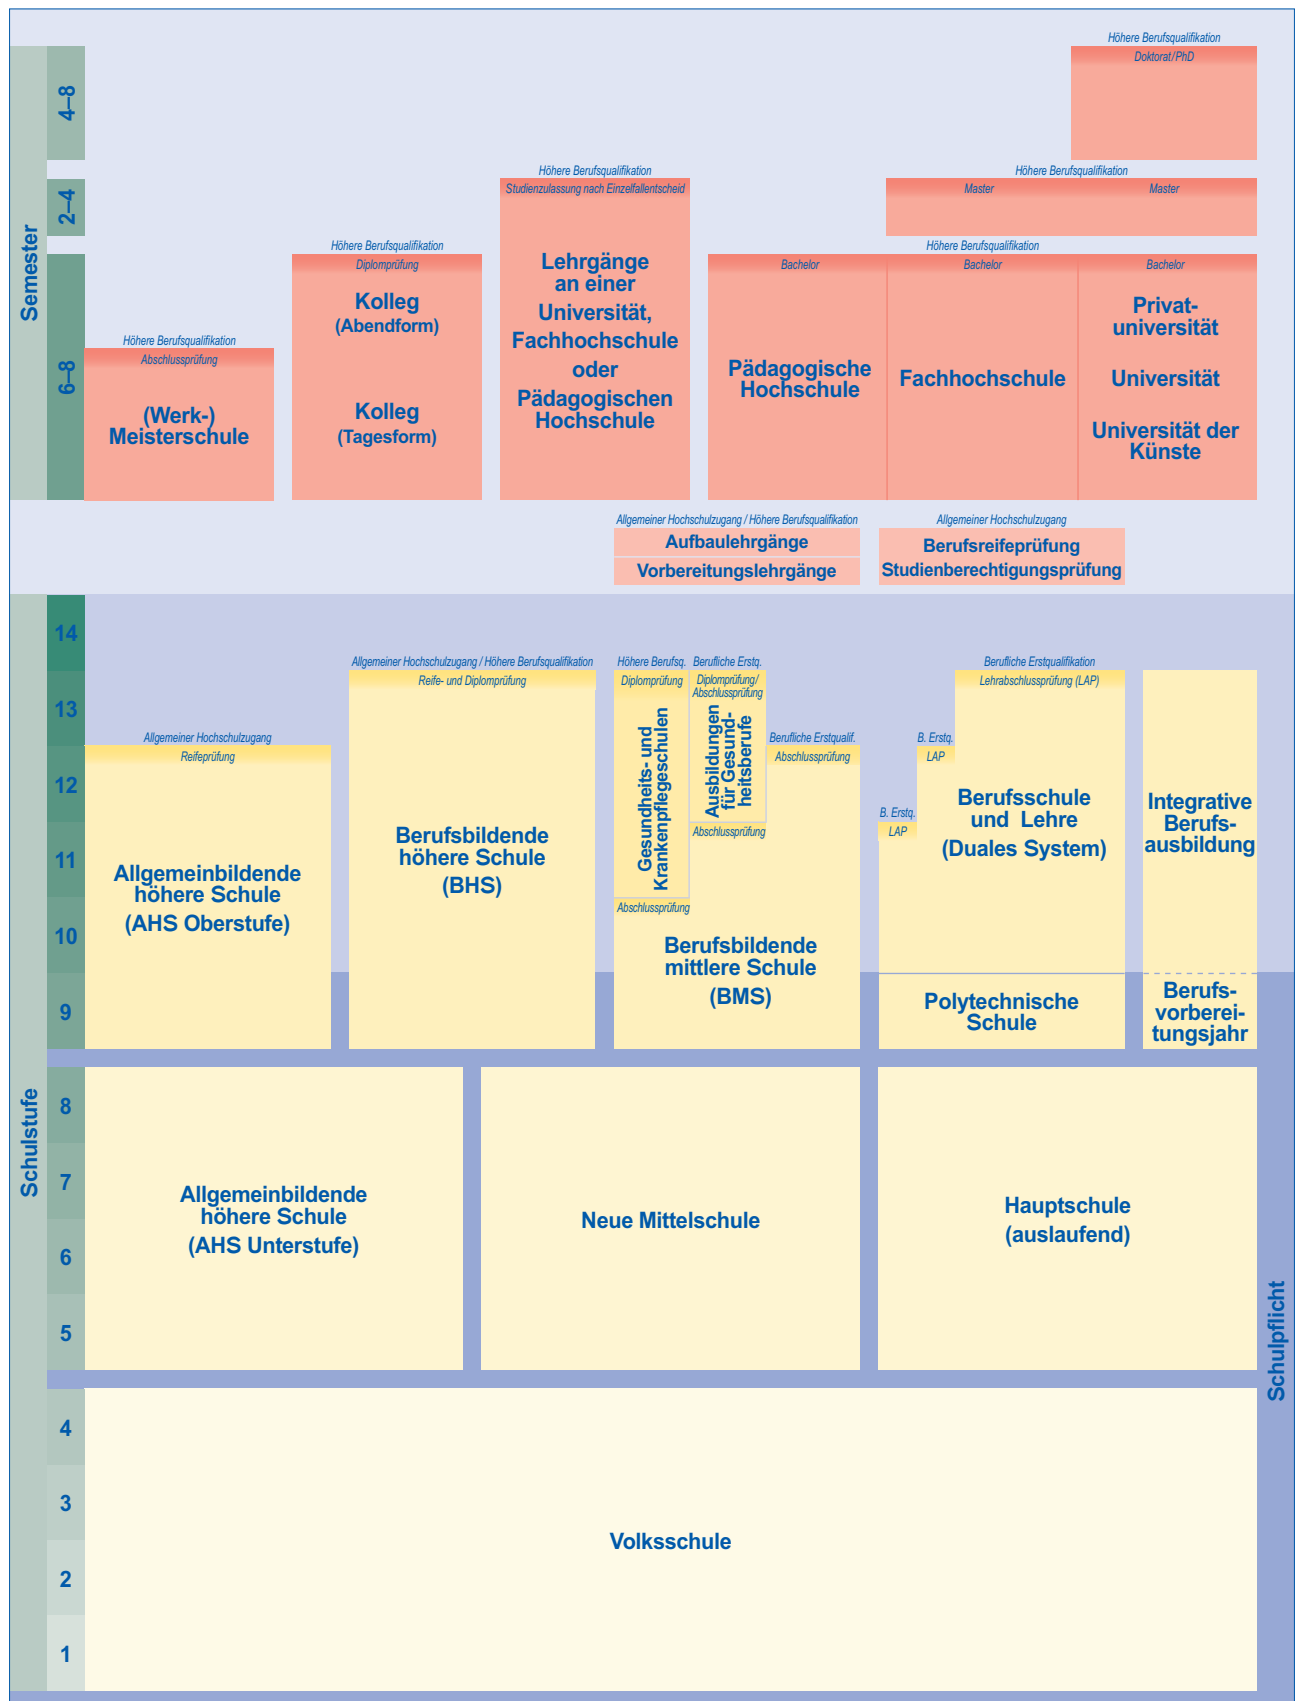 Höhere Berufsqualifikation
Doktorat/PhD
4–8
Höhere Berufsqualifikation
Studienzulassung nach Einzelfallentscheid
Höhere Berufsqualifikation
Master
Master
2–4
Semester
Höhere Berufsqualifikation
Diplomprüfung
Kolleg
(Abendform)
Kolleg
(Tagesform)
Lehrgänge
an einer
Universität,
Fachhochschule
oder
Pädagogischen
Hochschule
Höhere Berufsqualifikation
Bachelor
Bachelor
Bachelor
Pädagogische
Hochschule
Fachhochschule
Privat-
universität
Universität
Universität der
Künste
6–8
Höhere Berufsqualifikation
Abschlussprüfung
(Werk-)
Meisterschule
Allgemeiner Hochschulzugang / Höhere Berufsqualifikation
Aufbaulehrgänge
Vorbereitungslehrgänge
Allgemeiner Hochschulzugang
Berufsreifeprüfung
Studienberechtigungsprüfung
14
13
12
11
10
9
Allgemeiner Hochschulzugang
Reifeprüfung
Allgemeinbildende
höhere Schule
(AHS Oberstufe)
Allgemeiner Hochschulzugang / Höhere Berufsqualifikation
Reife- und Diplomprüfung
Berufsbildende
höhere Schule
(BHS)
Höhere Berufsq.
Diplomprüfung
Gesundheits- und
Krankenpflegeschulen
Abschlussprüfung
Berufliche Erstq.
Diplomprüfung/
Abschlussprüfung
Ausbildungen
für Gesund-
heitsberufe
Abschlussprüfung
Berufliche Erstqualif.
Abschlussprüfung
Berufsbildende
mittlere Schule
(BMS)
B. Erstq.
LAP
B. Erstq.
LAP
Berufliche Erstqualifikation
Lehrabschlussprüfung (LAP)
Berufsschule
und Lehre
(Duales System)
Polytechnische
Schule
Integrative
Berufs-
ausbildung
Berufs-
vorberei-
tungsjahr
Schulstufe
8
7
6
5
Allgemeinbildende
höhere Schule
(AHS Unterstufe)
Neue Mittelschule
Hauptschule
(auslaufend)
Schulpflicht
4
3
2
1
Volksschule